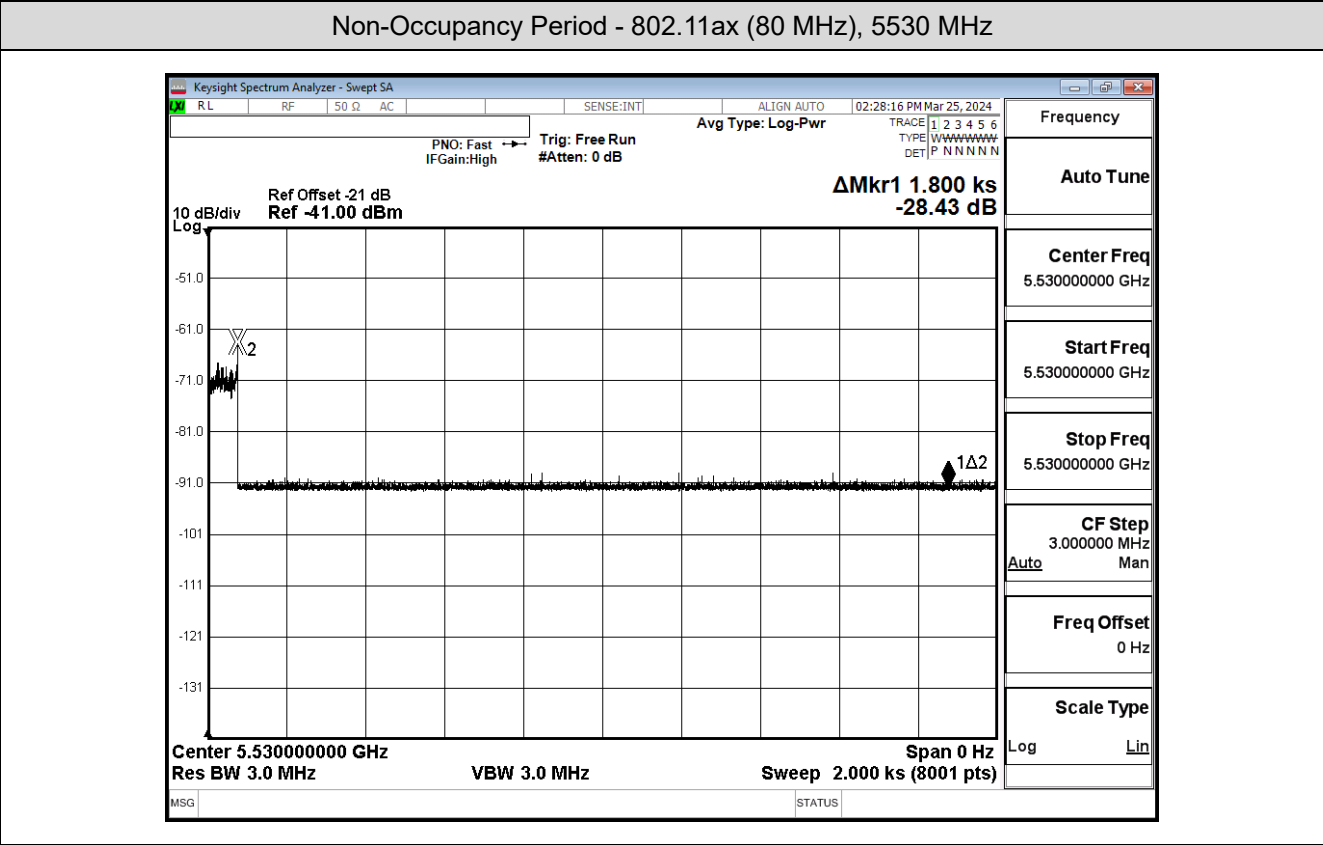 Non-Occupancy Period - 802.11ax (80 MHz), 5530 MHz
Keysight Spectrum Analyzer - Swept SA
LXI RL RF 50 Ω AC SENSE:INT ALIGN AUTO 02:28:16 PM Mar 25, 2024
Avg Type: Log-Pwr
TRACE 1 2 3 4 5 6
TYPE WWWWWW
DET P N N N N N
PNO: Fast
IFGain:High
Trig: Free Run
#Atten: 0 dB
ΔMkr1 1.800 ks
-28.43 dB
Ref Offset -21 dB
10 dB/div Ref -41.00 dBm
Log
-51.0
-61.0
2
-71.0
-81.0
1Δ2
-91.0
-101
-111
-121
-131
Center 5.530000000 GHz Span 0 Hz
Res BW 3.0 MHz VBW 3.0 MHz Sweep 2.000 ks (8001 pts)
MSG STATUS
Frequency
Auto Tune
Center Freq
5.530000000 GHz
Start Freq
5.530000000 GHz
Stop Freq
5.530000000 GHz
CF Step
3.000000 MHz
Auto Man
Freq Offset
0 Hz
Scale Type
Log Lin